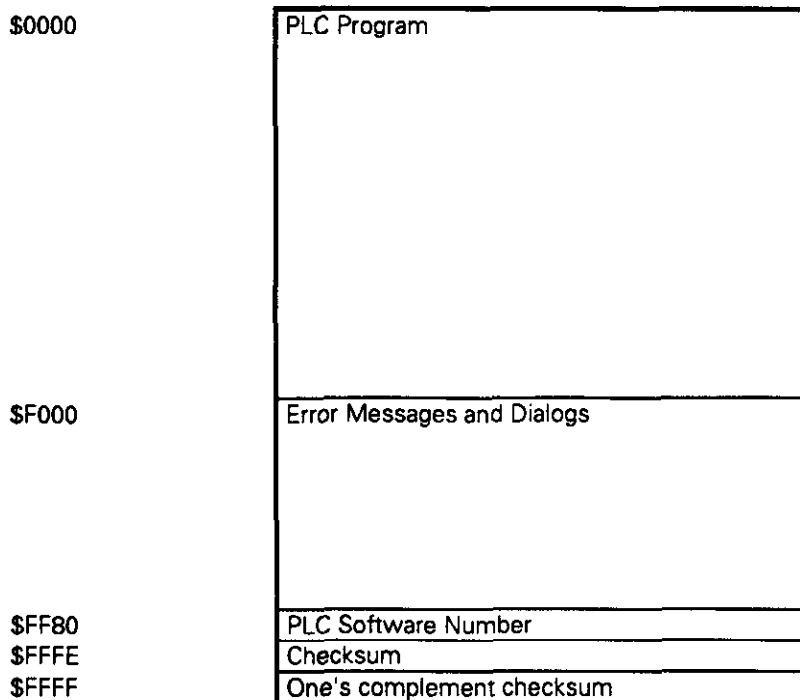 $0000 PLC Program
$F000 Error Messages and Dialogs
$FF80 PLC Software Number
$FFFE Checksum
$FFFF One's complement checksum